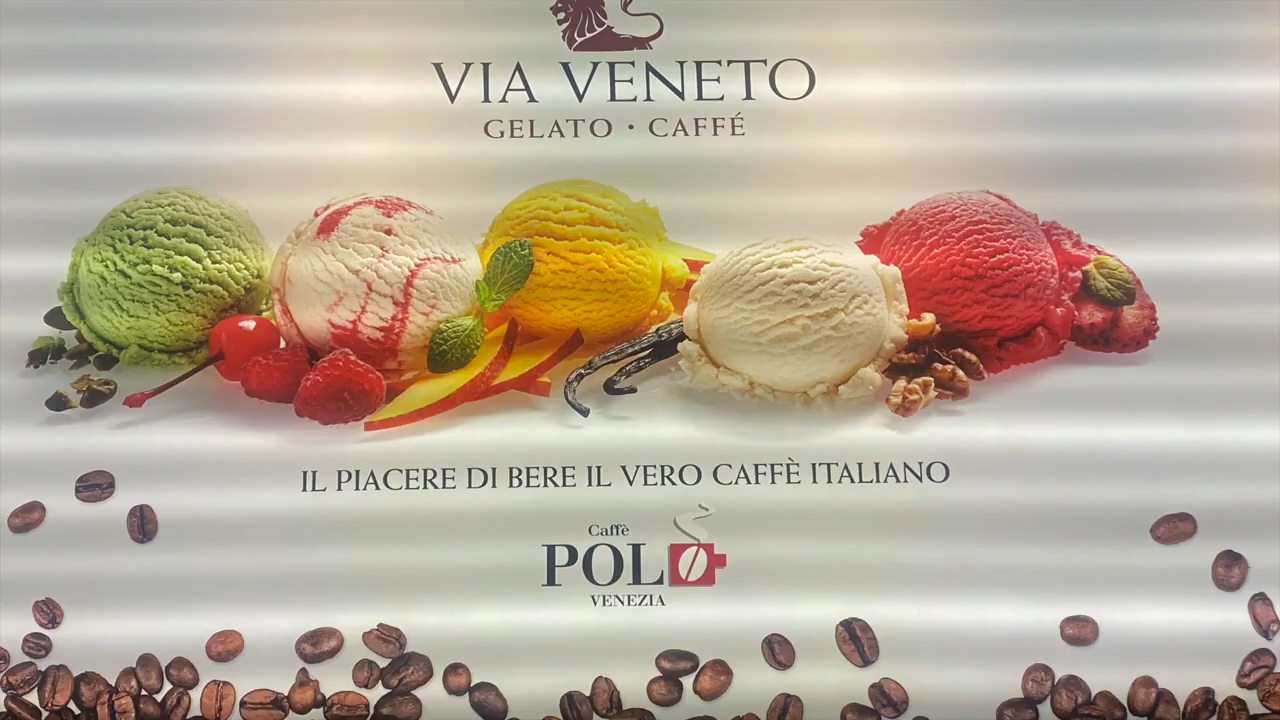 VIA VENETO
GELATO · CAFFÉ
IL PIACERE DI BERE IL VERO CAFFÈ ITALIANO
Caffè
POLO
VENEZIA